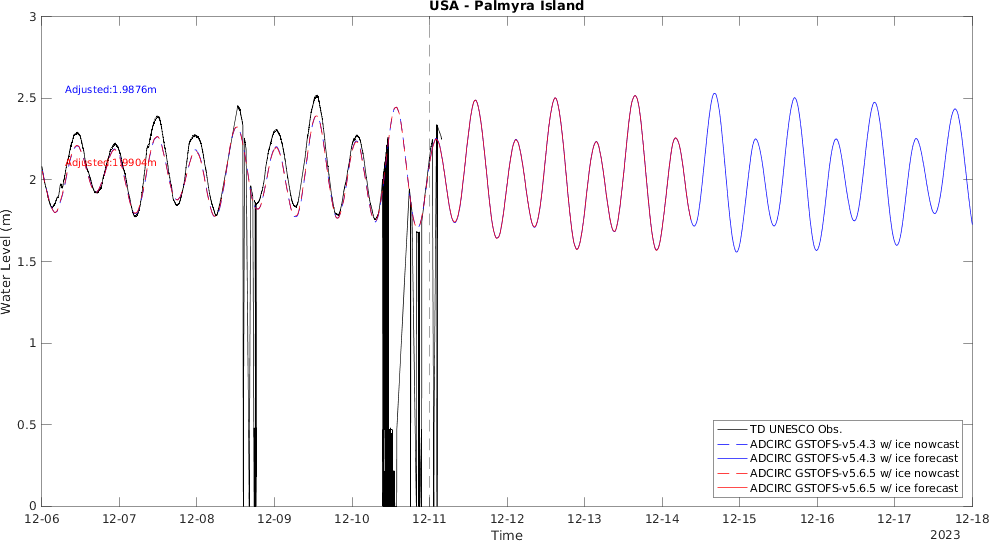 USA - Palmyra Island
3
2.5
2
1.5
1
0.5
0
Water Level (m)
Adjusted:1.9876m
Adjusted:1.9904m
TD UNESCO Obs.
ADCIRC GSTOFS-v5.4.3 w/ ice nowcast
ADCIRC GSTOFS-v5.4.3 w/ ice forecast
ADCIRC GSTOFS-v5.6.5 w/ ice nowcast
ADCIRC GSTOFS-v5.6.5 w/ ice forecast
12-06 12-07 12-08 12-09 12-10 12-11 12-12 12-13 12-14 12-15 12-16 12-17 12-18
Time
2023